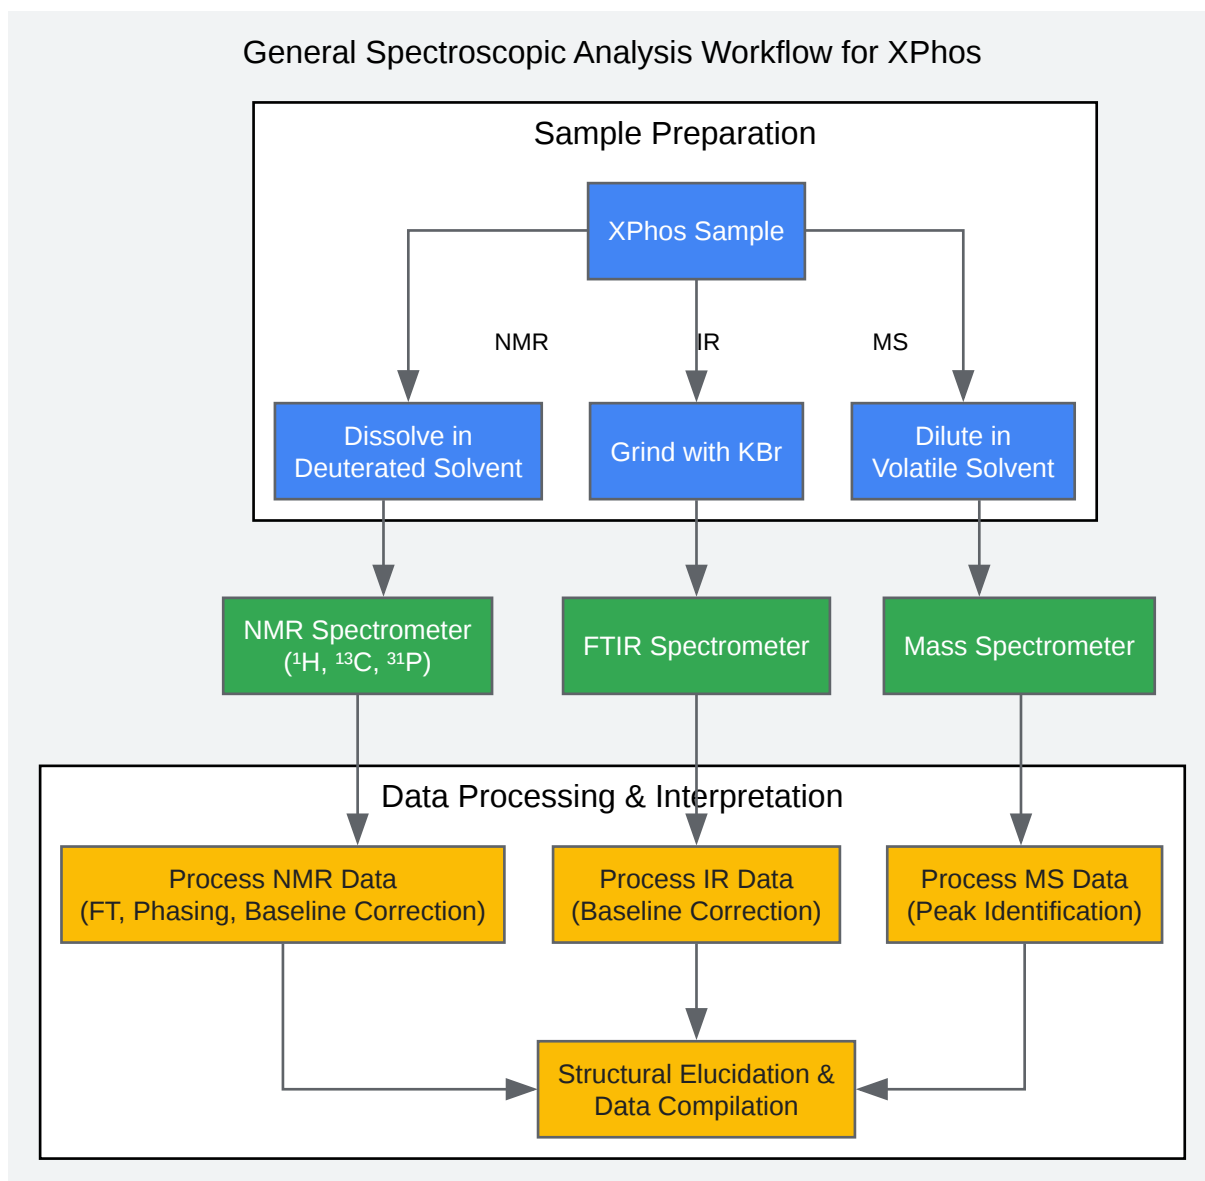 General Spectroscopic Analysis Workflow for XPhos
Sample Preparation
XPhos Sample
NMR
IR
MS
Dissolve in
Deuterated Solvent
Grind with KBr
Dilute in
Volatile Solvent
NMR Spectrometer
(¹H, ¹³C, ³¹P)
FTIR Spectrometer
Mass Spectrometer
Data Processing & Interpretation
Process NMR Data
(FT, Phasing, Baseline Correction)
Process IR Data
(Baseline Correction)
Process MS Data
(Peak Identification)
Structural Elucidation &
Data Compilation